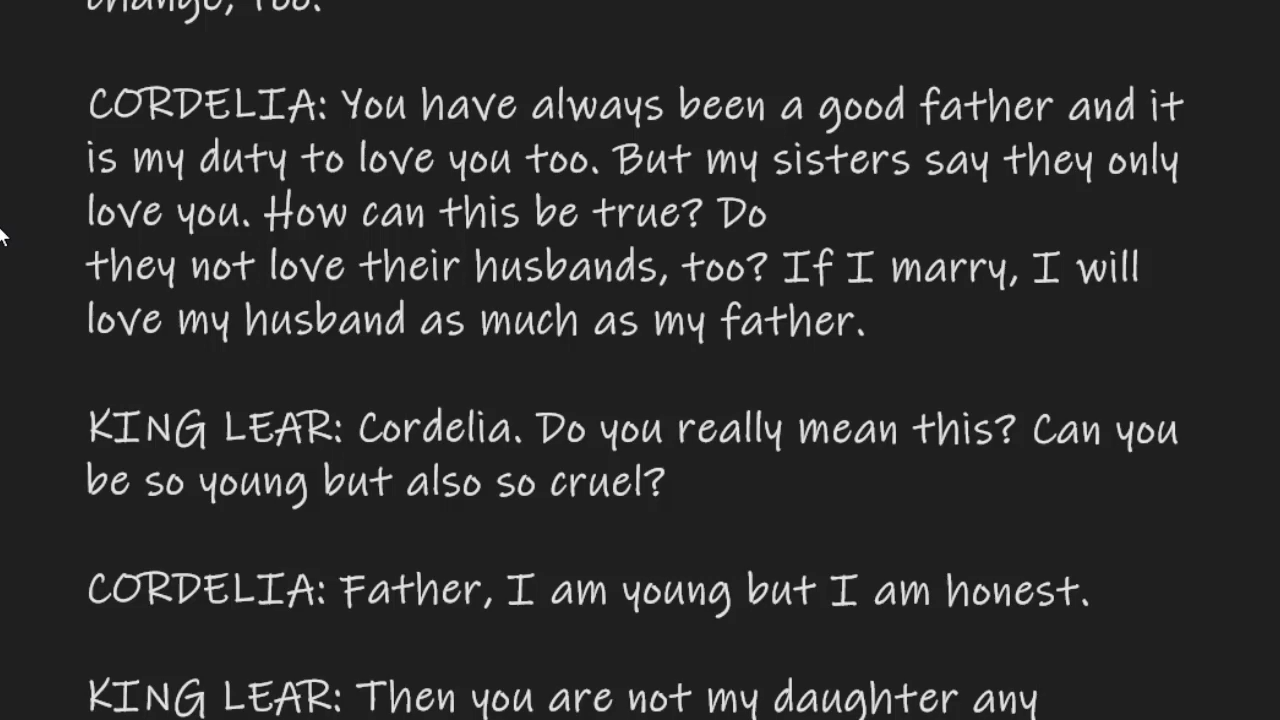 change, too.
CORDELIA: You have always been a good father and it
is my duty to love you too. But my sisters say they only
love you. How can this be true? Do
they not love their husbands, too? If I marry, I will
love my husband as much as my father.
KING LEAR: Cordelia. Do you really mean this? Can you
be so young but also so cruel?
CORDELIA: Father, I am young but I am honest.
KING LEAR: Then you are not my daughter any